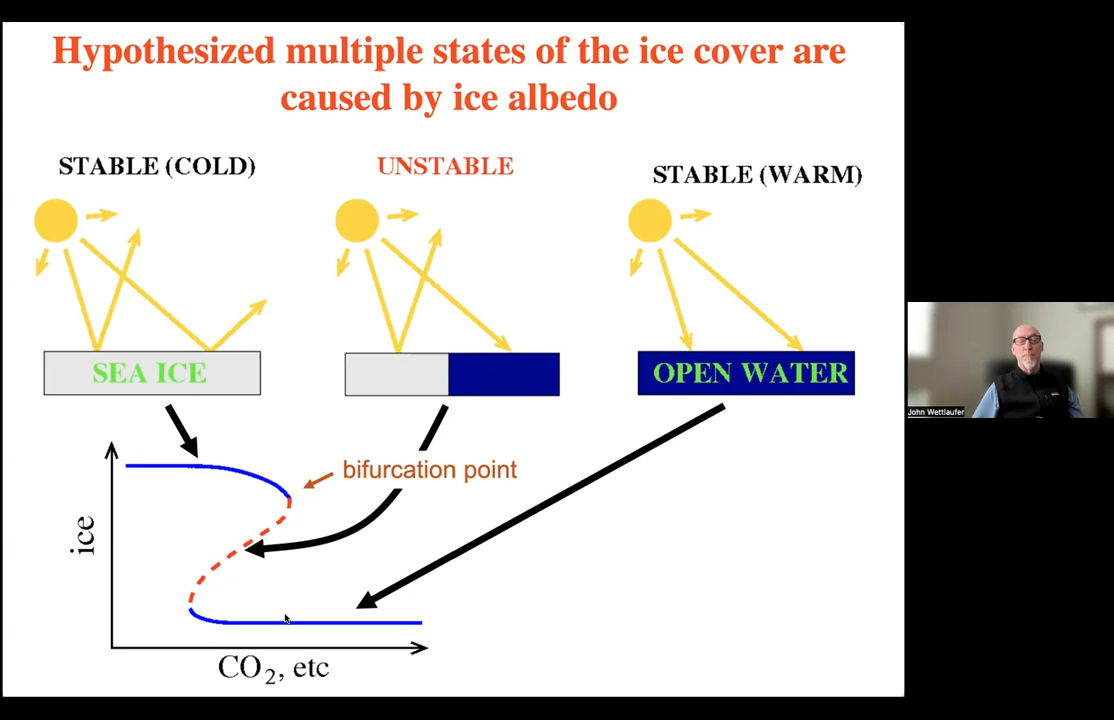 Hypothesized multiple states of the ice cover are
caused by ice albedo
STABLE (COLD)
UNSTABLE
STABLE (WARM)
SEA ICE
OPEN WATER
bifurcation point
ice
CO₂, etc
John Wettlaufer